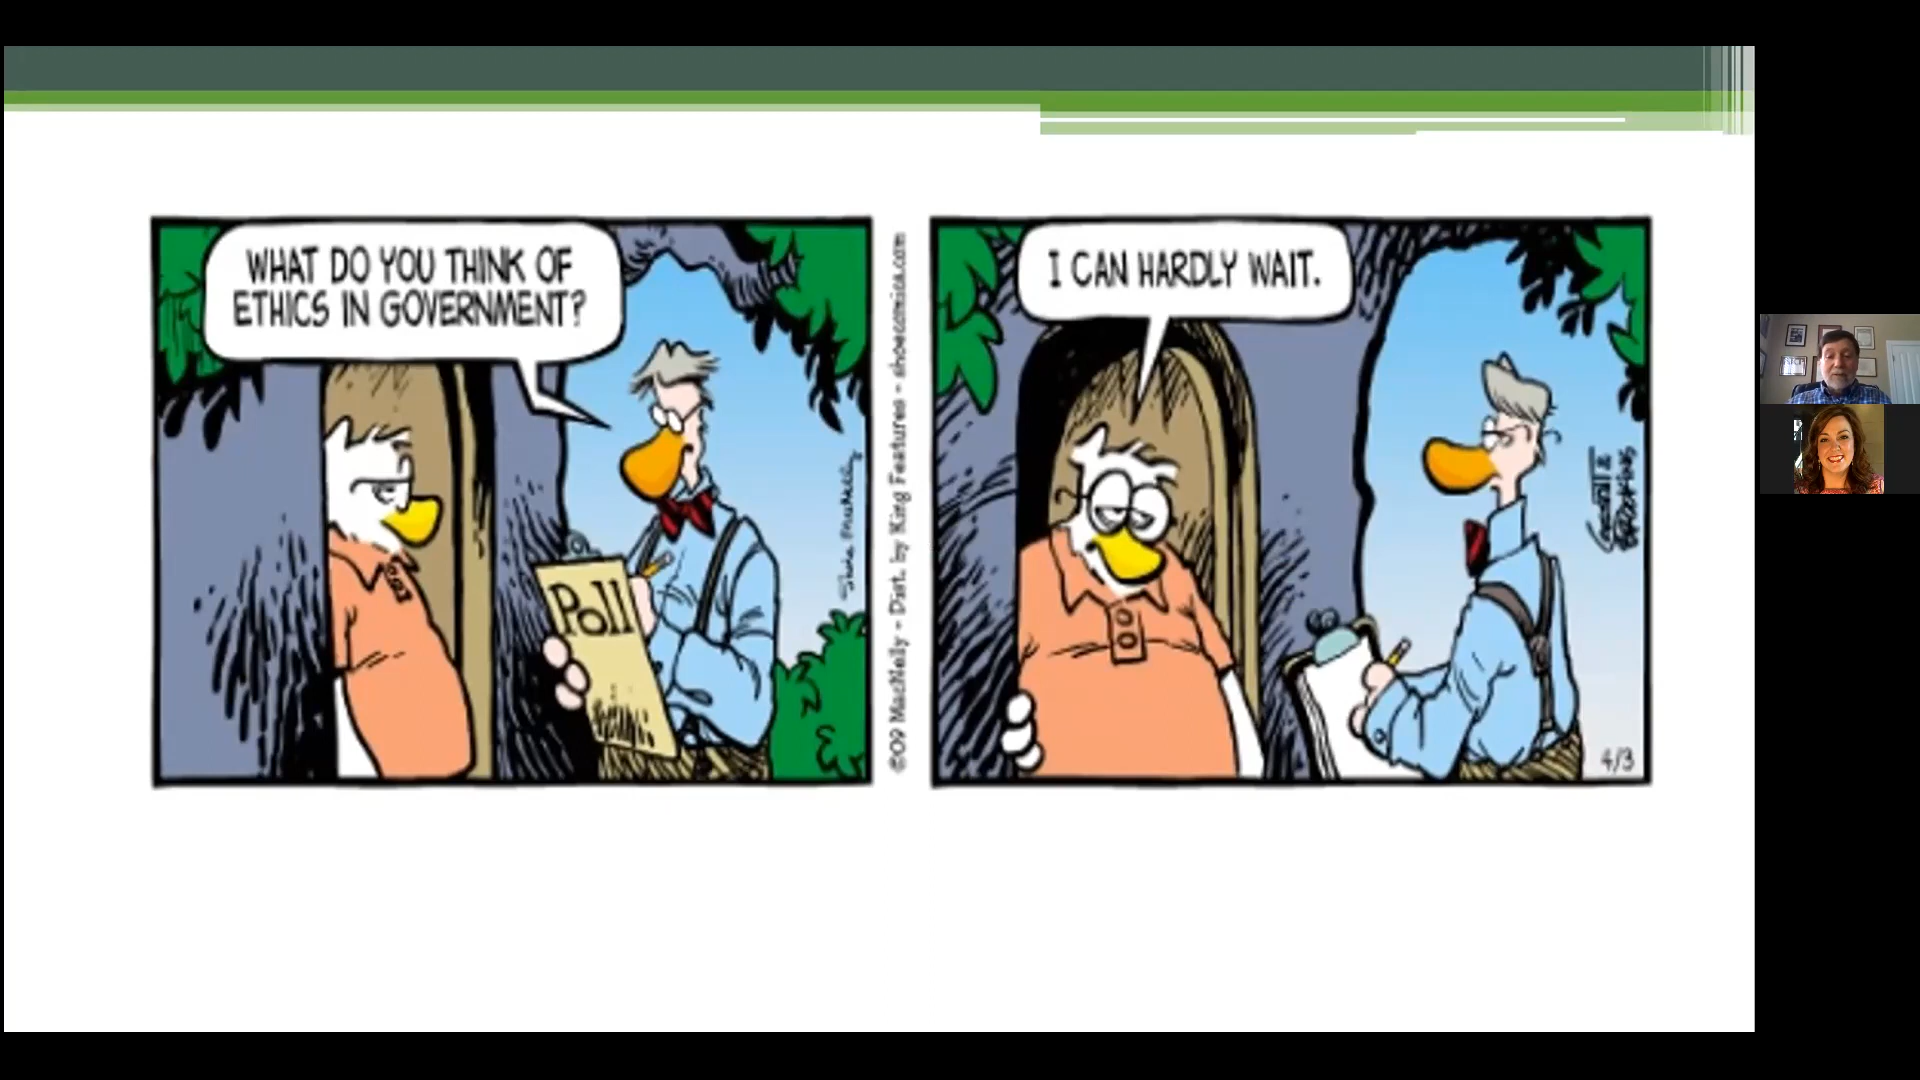 WHAT DO YOU THINK OF
ETHICS IN GOVERNMENT?
Poll
©09 MacNelly - Dist. by King Features - shoecomics.com
I CAN HARDLY WAIT.
4/3